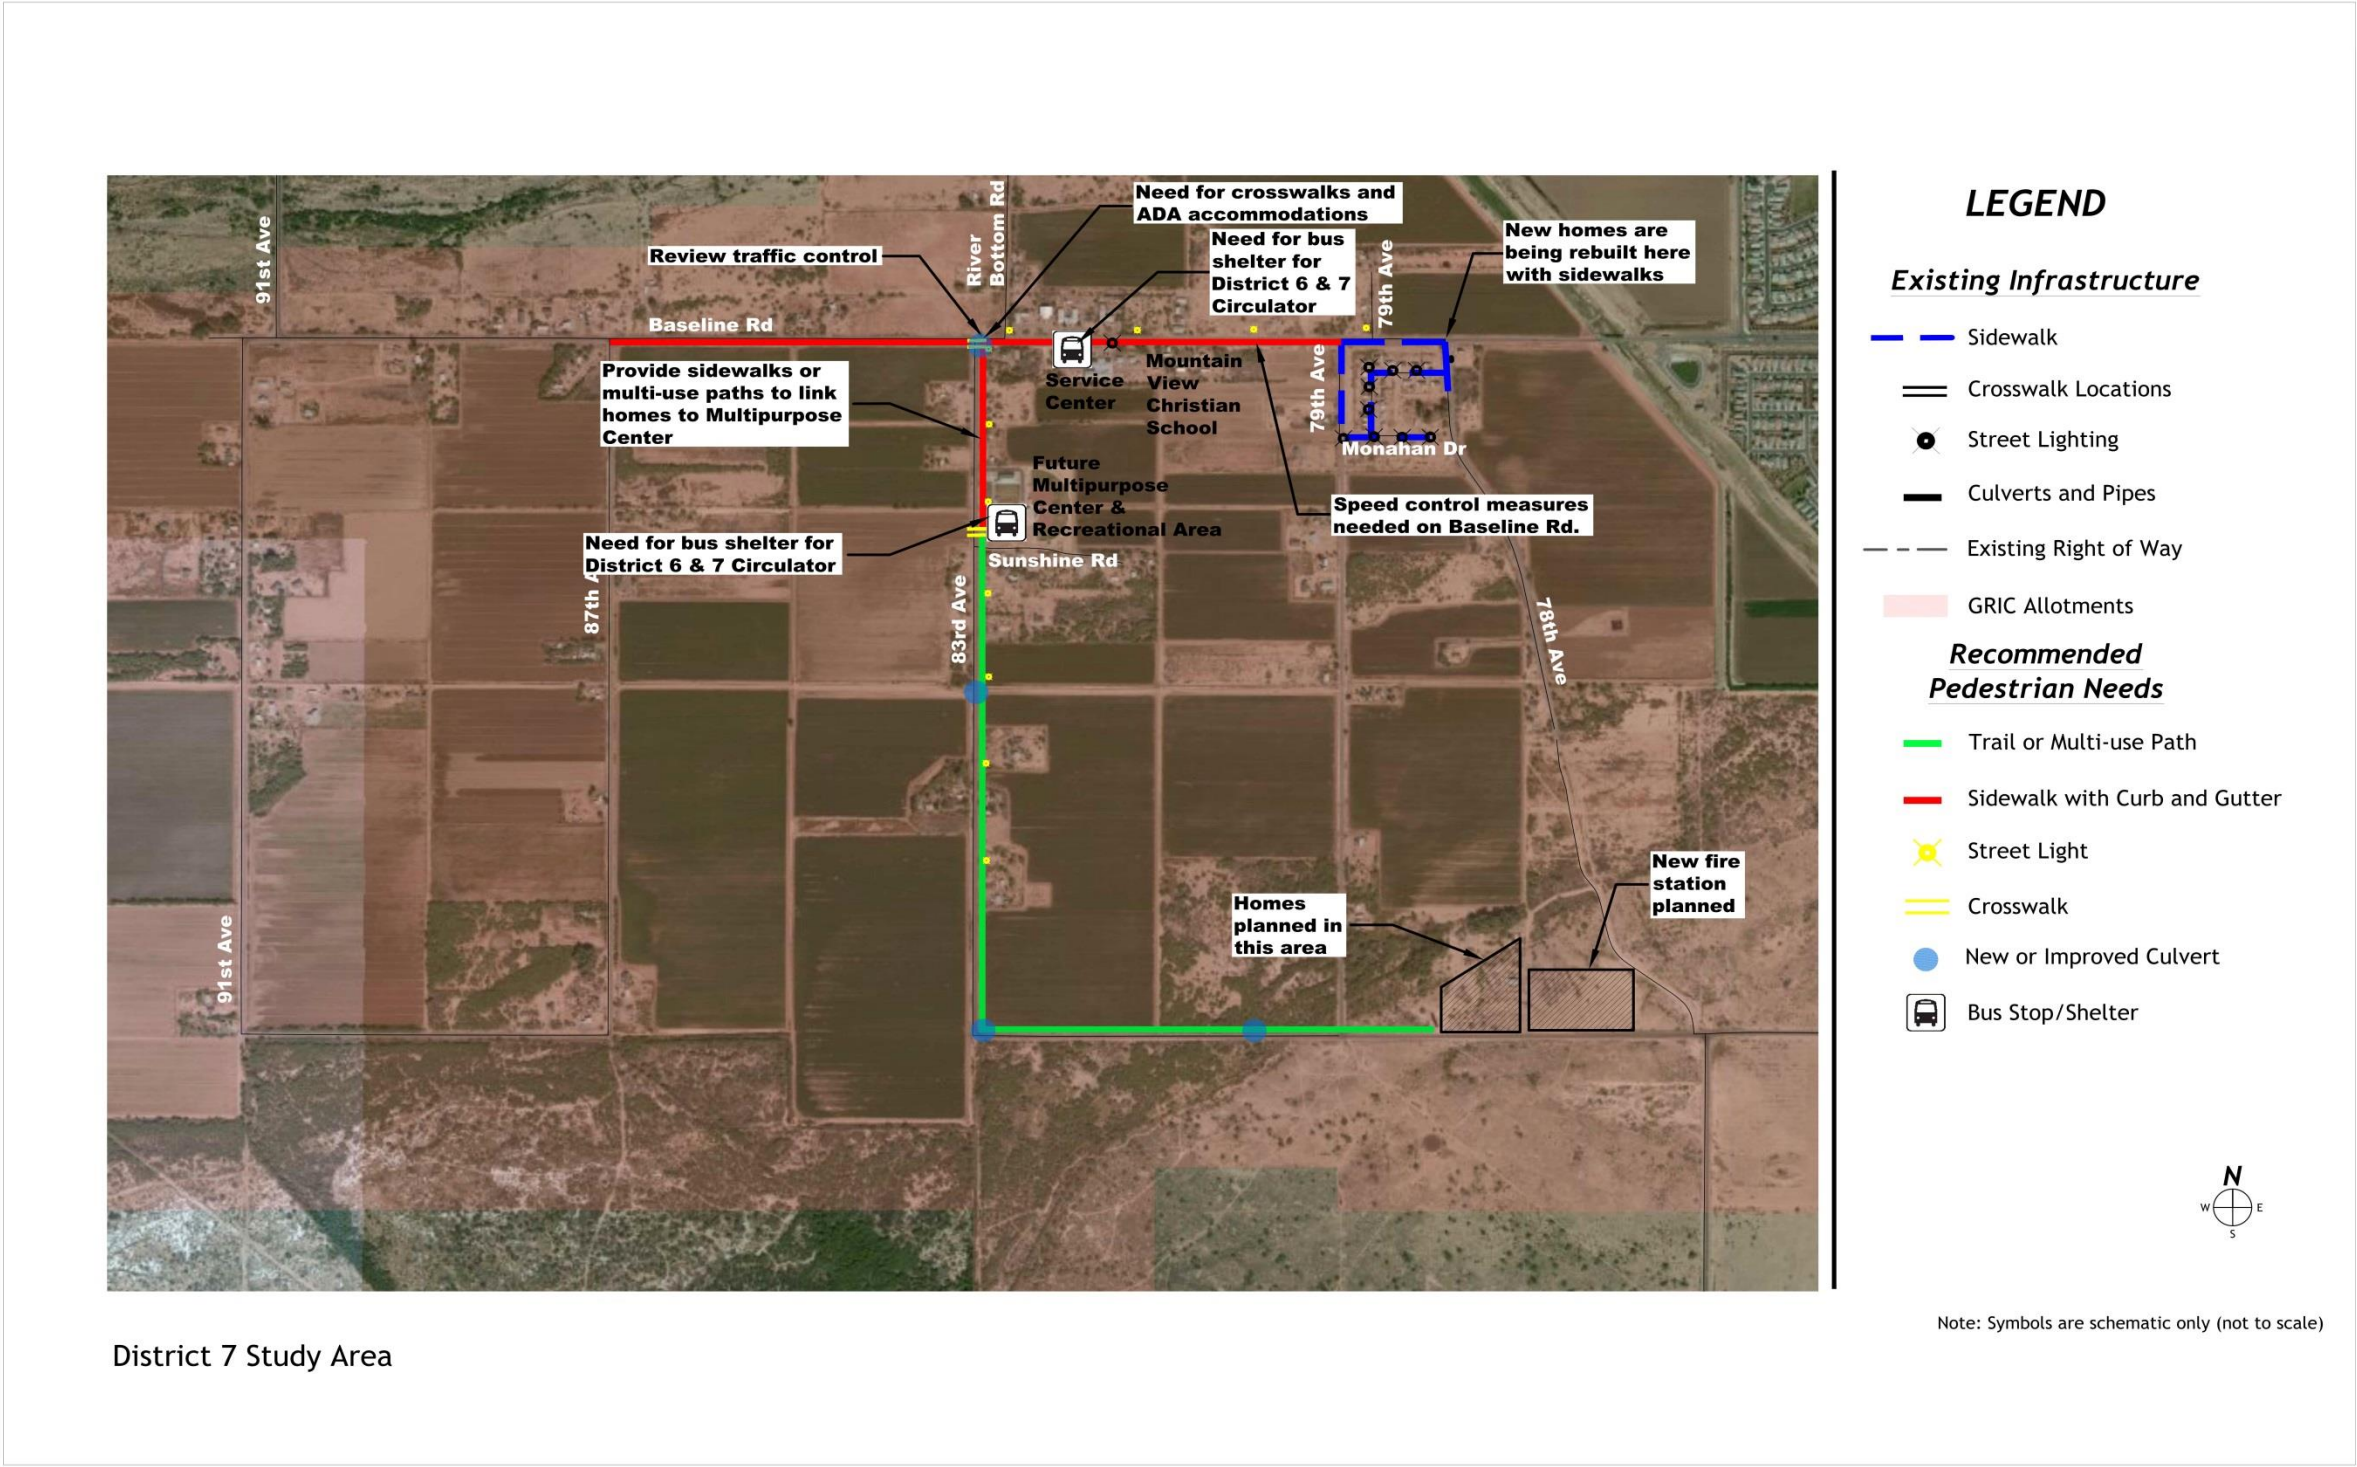 91st Ave
River
Bottom Rd
Need for crosswalks and
ADA accommodations
Review traffic control
Need for bus
shelter for
District 6 & 7
Circulator
79th Ave
New homes are
being rebuilt here
with sidewalks
Baseline Rd
Provide sidewalks or
multi-use paths to link
homes to Multipurpose
Center
Service
Center
Mountain
View
Christian
School
79th Ave
Monahan Dr
Future
Multipurpose
Center &
Recreational Area
Speed control measures
needed on Baseline Rd.
Need for bus shelter for
District 6 & 7 Circulator
Sunshine Rd
87th A
83rd Ave
78th Ave
New fire
station
planned
Homes
planned in
this area
91st Ave
LEGEND
Existing Infrastructure
Sidewalk
Crosswalk Locations
Street Lighting
Culverts and Pipes
Existing Right of Way
GRIC Allotments
Recommended
Pedestrian Needs
Trail or Multi-use Path
Sidewalk with Curb and Gutter
Street Light
Crosswalk
New or Improved Culvert
Bus Stop/Shelter
N
W E
S
Note: Symbols are schematic only (not to scale)
District 7 Study Area